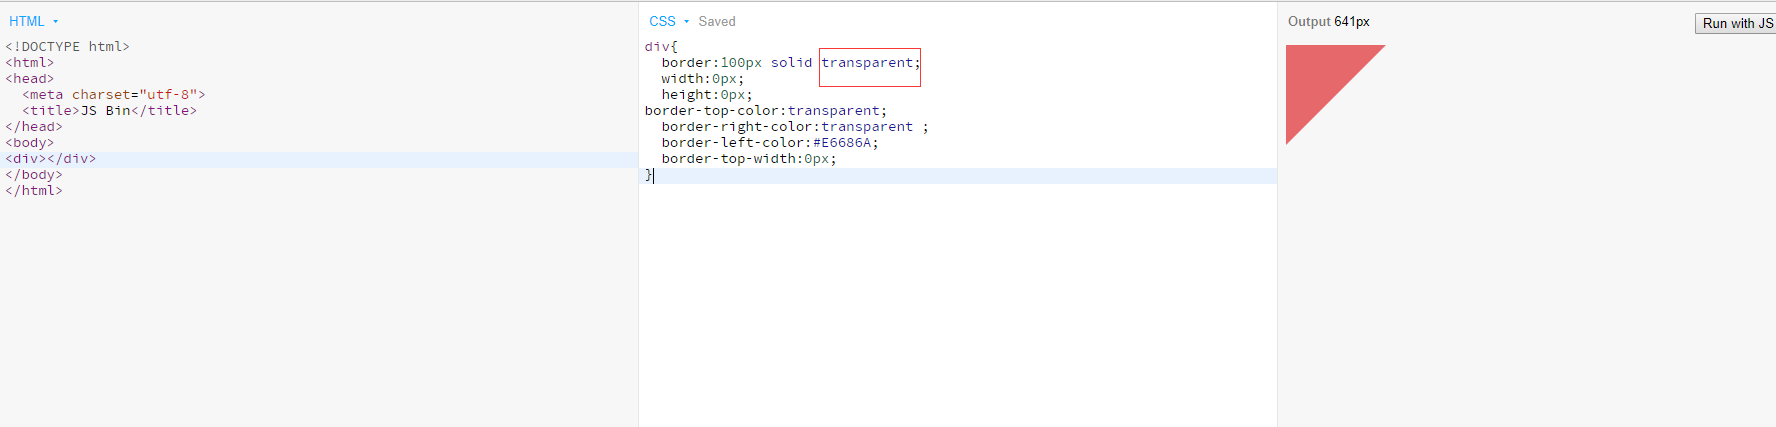 HTML
<!DOCTYPE html>
<html>
<head>
  <meta charset="utf-8">
  <title>JS Bin</title>
</head>
<body>
<div></div>
</body>
</html>
CSS Saved
div{
  border:100px solid transparent;
  width:0px;
  height:0px;
border-top-color:transparent;
  border-right-color:transparent ;
  border-left-color:#E6686A;
  border-top-width:0px;
}
Output 641px
Run with JS